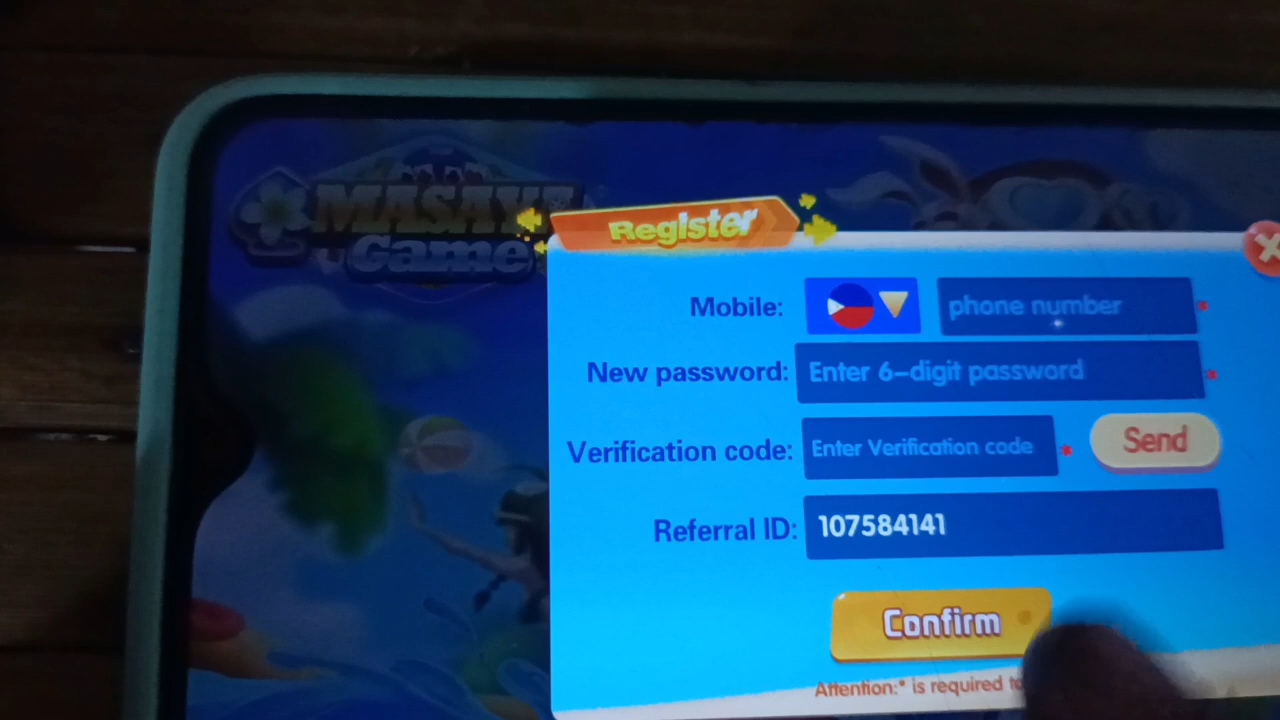 MASAYA
Game
Register
Mobile:
phone number *
New password:
Enter 6-digit password *
Verification code:
Enter Verification code *
Send
Referral ID:
107584141
Confirm
Attention:* is required